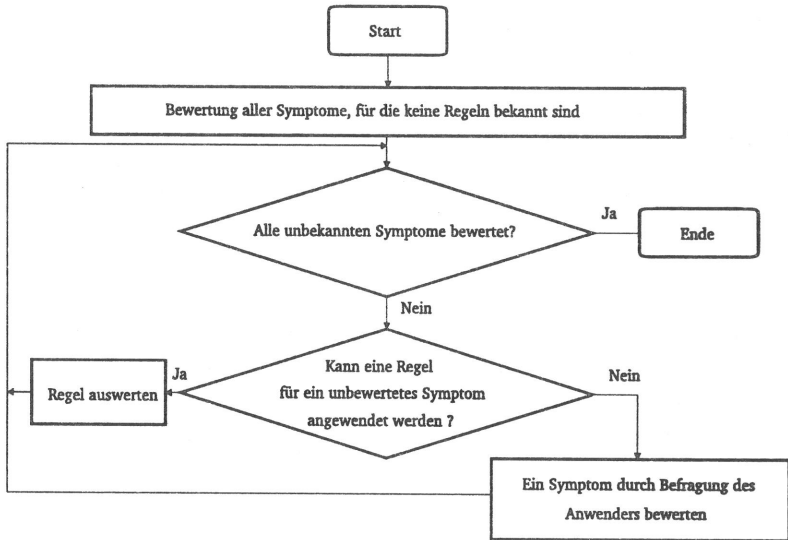 Start
Bewertung aller Symptome, für die keine Regeln bekannt sind
Alle unbekannten Symptome bewertet?
Ja
Ende
Nein
Kann eine Regel
für ein unbewertetes Symptom
angewendet werden ?
Ja
Regel auswerten
Nein
Ein Symptom durch Befragung des
Anwenders bewerten